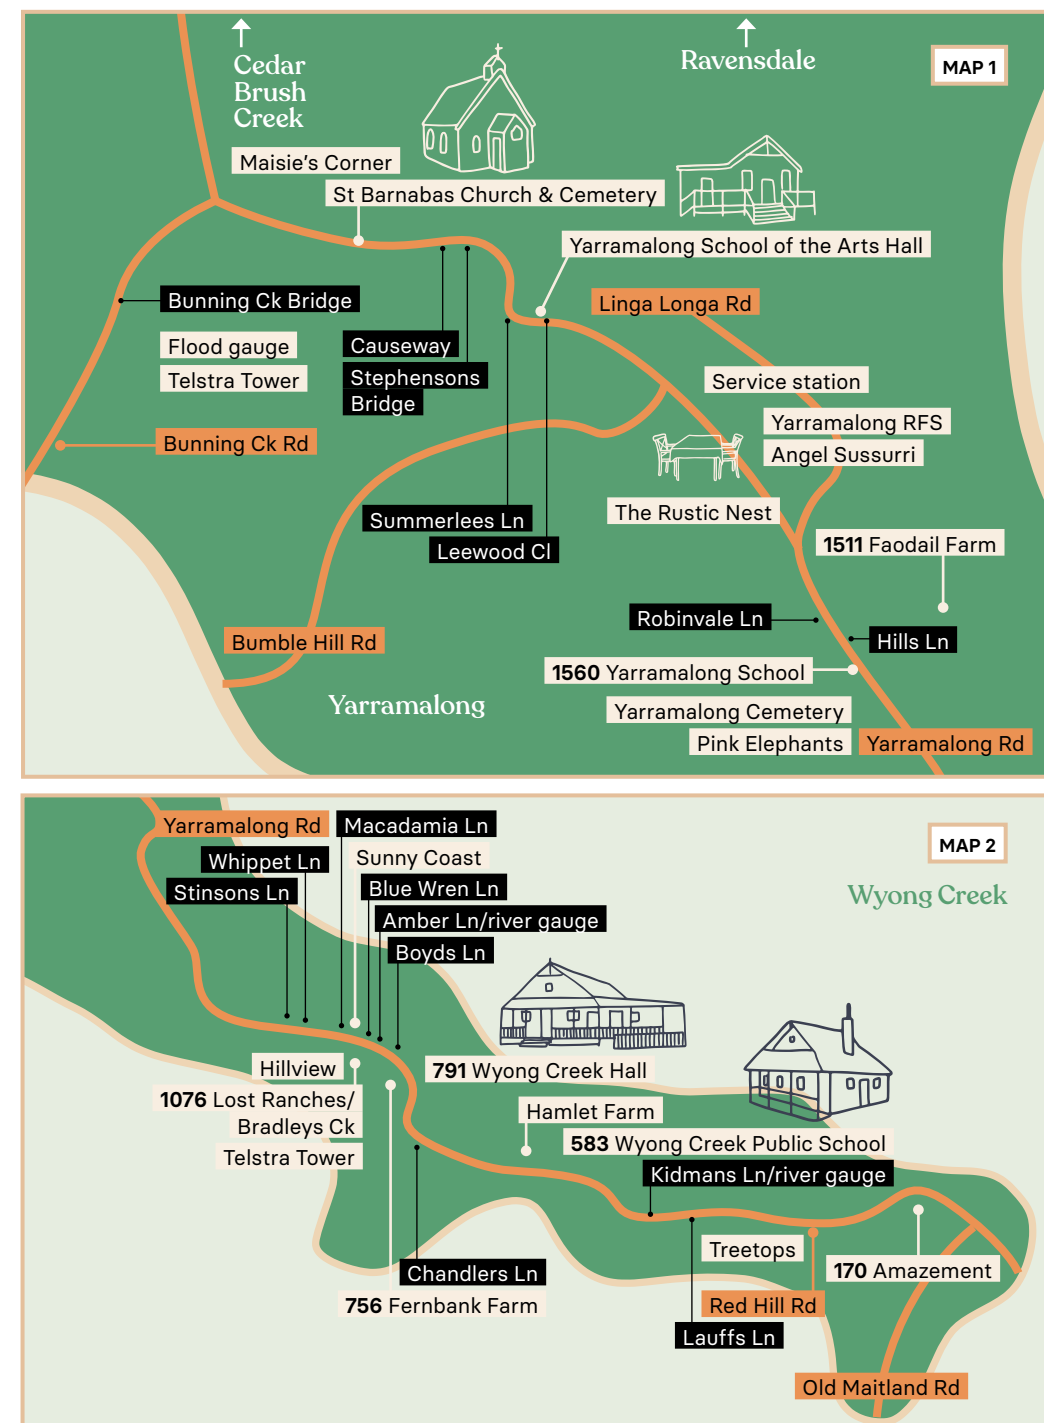 Cedar
Brush
Creek
Ravensdale
MAP 1
Maisie's Corner
St Barnabas Church & Cemetery
Yarramalong School of the Arts Hall
Bunning Ck Bridge
Linga Longa Rd
Flood gauge
Causeway
Telstra Tower
Stephensons
Bridge
Service station
Yarramalong RFS
Bunning Ck Rd
Angel Sussurri
Summerlees Ln
The Rustic Nest
Leewood Cl
1511 Faodail Farm
Robinvale Ln
Bumble Hill Rd
Hills Ln
1560 Yarramalong School
Yarramalong
Yarramalong Cemetery
Pink Elephants
Yarramalong Rd
Yarramalong Rd
Macadamia Ln
MAP 2
Whippet Ln
Sunny Coast
Stinsons Ln
Blue Wren Ln
Wyong Creek
Amber Ln/river gauge
Boyds Ln
Hillview
791 Wyong Creek Hall
1076 Lost Ranches/
Bradleys Ck
Hamlet Farm
Telstra Tower
583 Wyong Creek Public School
Kidmans Ln/river gauge
Treetops
Chandlers Ln
170 Amazement
756 Fernbank Farm
Red Hill Rd
Lauffs Ln
Old Maitland Rd